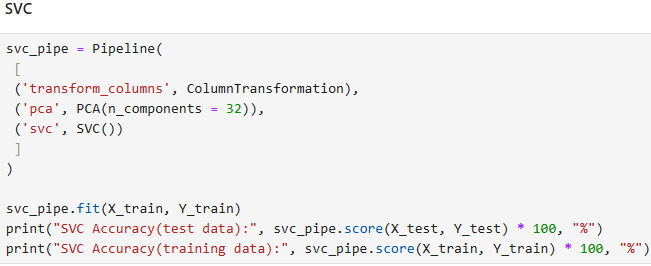 SVC
svc_pipe = Pipeline(
[
('transform_columns', ColumnTransformation),
('pca', PCA(n_components = 32)),
('svc', SVC())
]
)
svc_pipe.fit(X_train, Y_train)
print("SVC Accuracy(test data):", svc_pipe.score(X_test, Y_test) * 100, "%")
print("SVC Accuracy(training data):", svc_pipe.score(X_train, Y_train) * 100, "%")